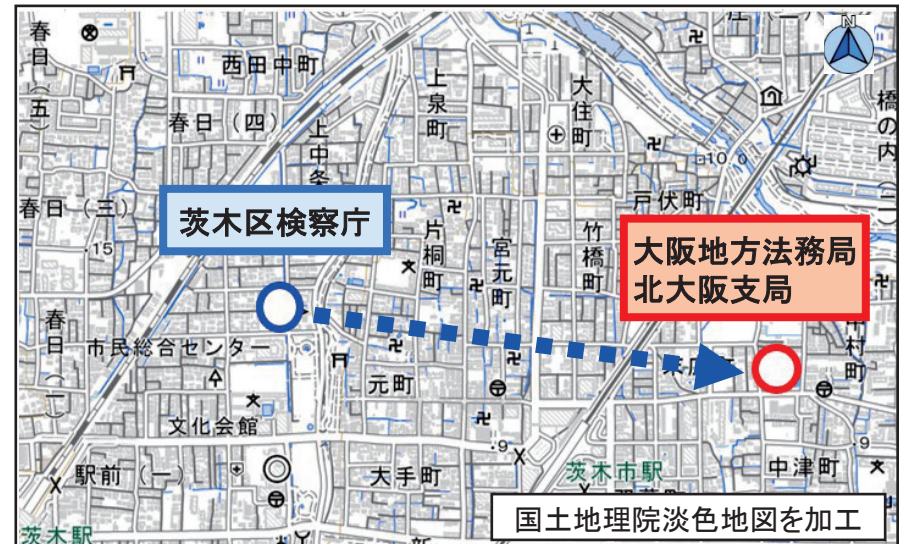 春日(五)
西田中町
上泉町
大住町
橋の内(二)
N
春日(四)
上中条
10.0
春日(三)
茨木区検察庁
戸伏町
片桐町
宮元町
竹橋町
大阪地方法務局
北大阪支局
15
春日(一)
市民総合センター
元町
中村町
文化会館
9
9
駅前(一)
大手町
茨木市駅
中津町
国土地理院淡色地図を加工
茨木駅